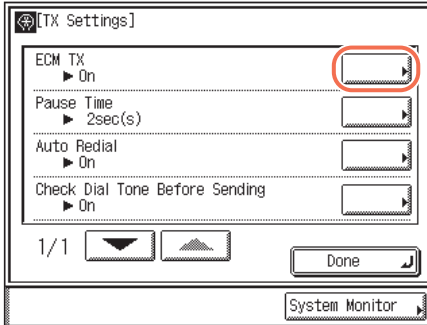 [TX Settings]
ECM TX
▶ On
Pause Time
▶ 2sec(s)
Auto Redial
▶ On
Check Dial Tone Before Sending
▶ On
1/1
Done
System Monitor